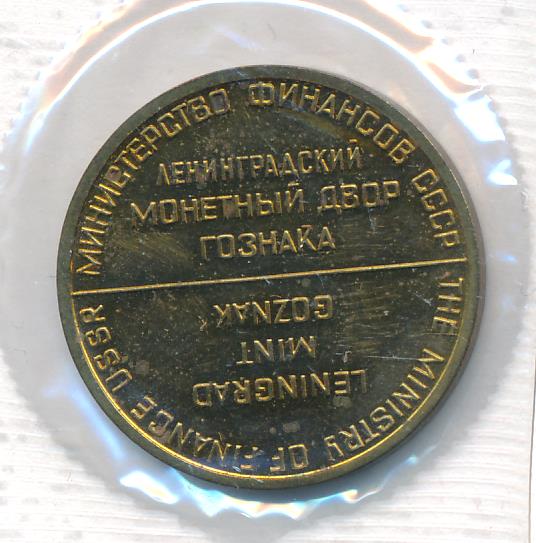 МИНИСТЕРСТВО ФИНАНСОВ СССР
ЛЕНИНГРАДСКИЙ
МОНЕТНЫЙ ДВОР
ГОЗНАКА
THE MINISTRY OF FINANCE USSR
LENINGRAD
MINT
GOZNAK